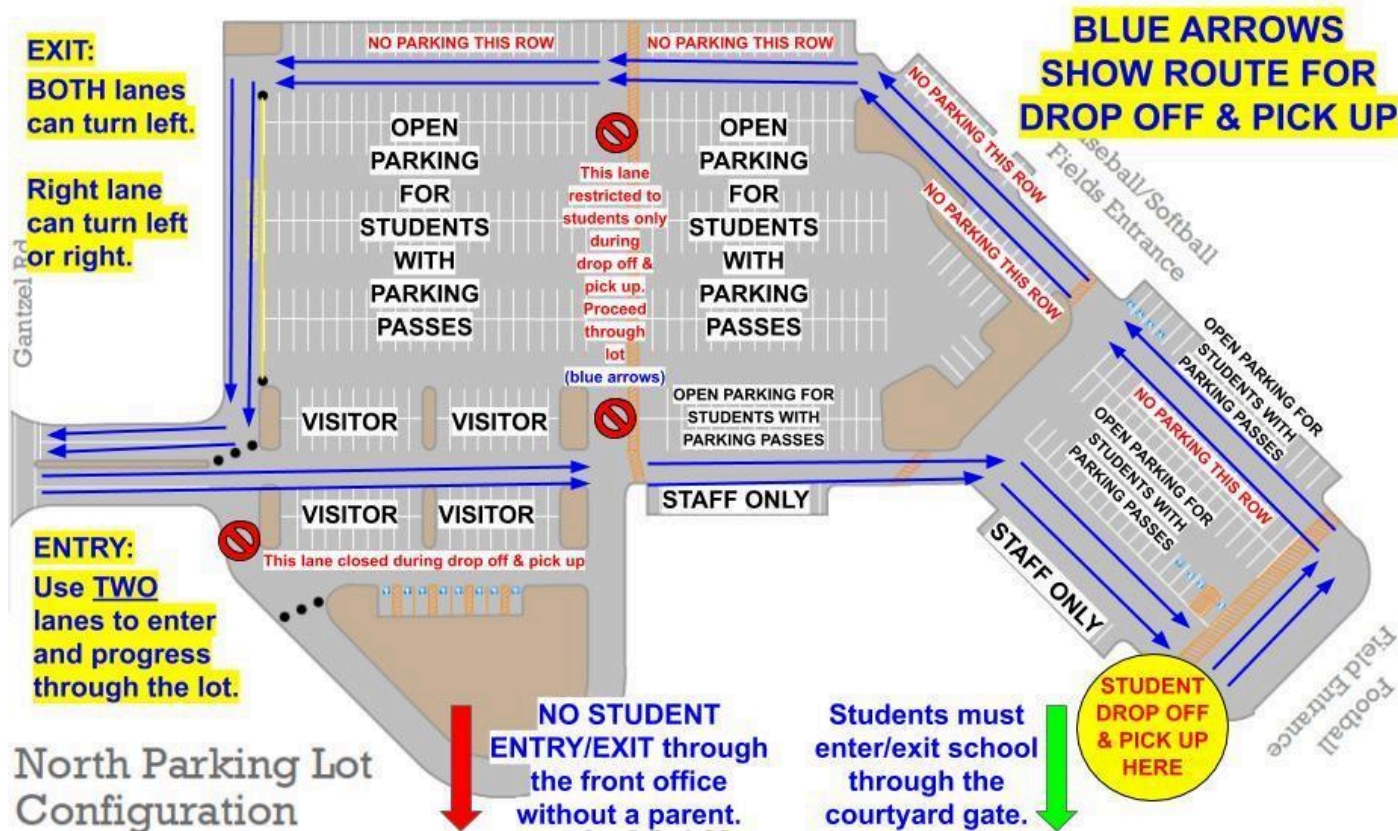 EXIT:
BOTH lanes
can turn left.
Right lane
can turn left
or right.
Gantzel Rd
ENTRY:
Use TWO
lanes to enter
and progress
through the lot.
North Parking Lot
Configuration
NO PARKING THIS ROW
NO PARKING THIS ROW
BLUE ARROWS
SHOW ROUTE FOR
DROP OFF & PICK UP
NO PARKING THIS ROW
NO PARKING THIS ROW
NO PARKING THIS ROW
Fields Entrance
OPEN
PARKING
FOR
STUDENTS
WITH
PARKING
PASSES
This lane
restricted to
students only
during
drop off &
pick up.
Proceed
through
lot
(blue arrows)
OPEN
PARKING
FOR
STUDENTS
WITH
PARKING
PASSES
OPEN PARKING FOR
STUDENTS WITH
PARKING PASSES
VISITOR
VISITOR
VISITOR
VISITOR
This lane closed during drop off & pick up
STAFF ONLY
STAFF ONLY
OPEN PARKING FOR
STUDENTS WITH
PARKING PASSES
NO PARKING THIS ROW
OPEN PARKING FOR
STUDENTS WITH
PARKING PASSES
STUDENT
DROP OFF
& PICK UP
HERE
Football
Field Entrance
NO STUDENT
ENTRY/EXIT through
the front office
without a parent.
Students must
enter/exit school
through the
courtyard gate.